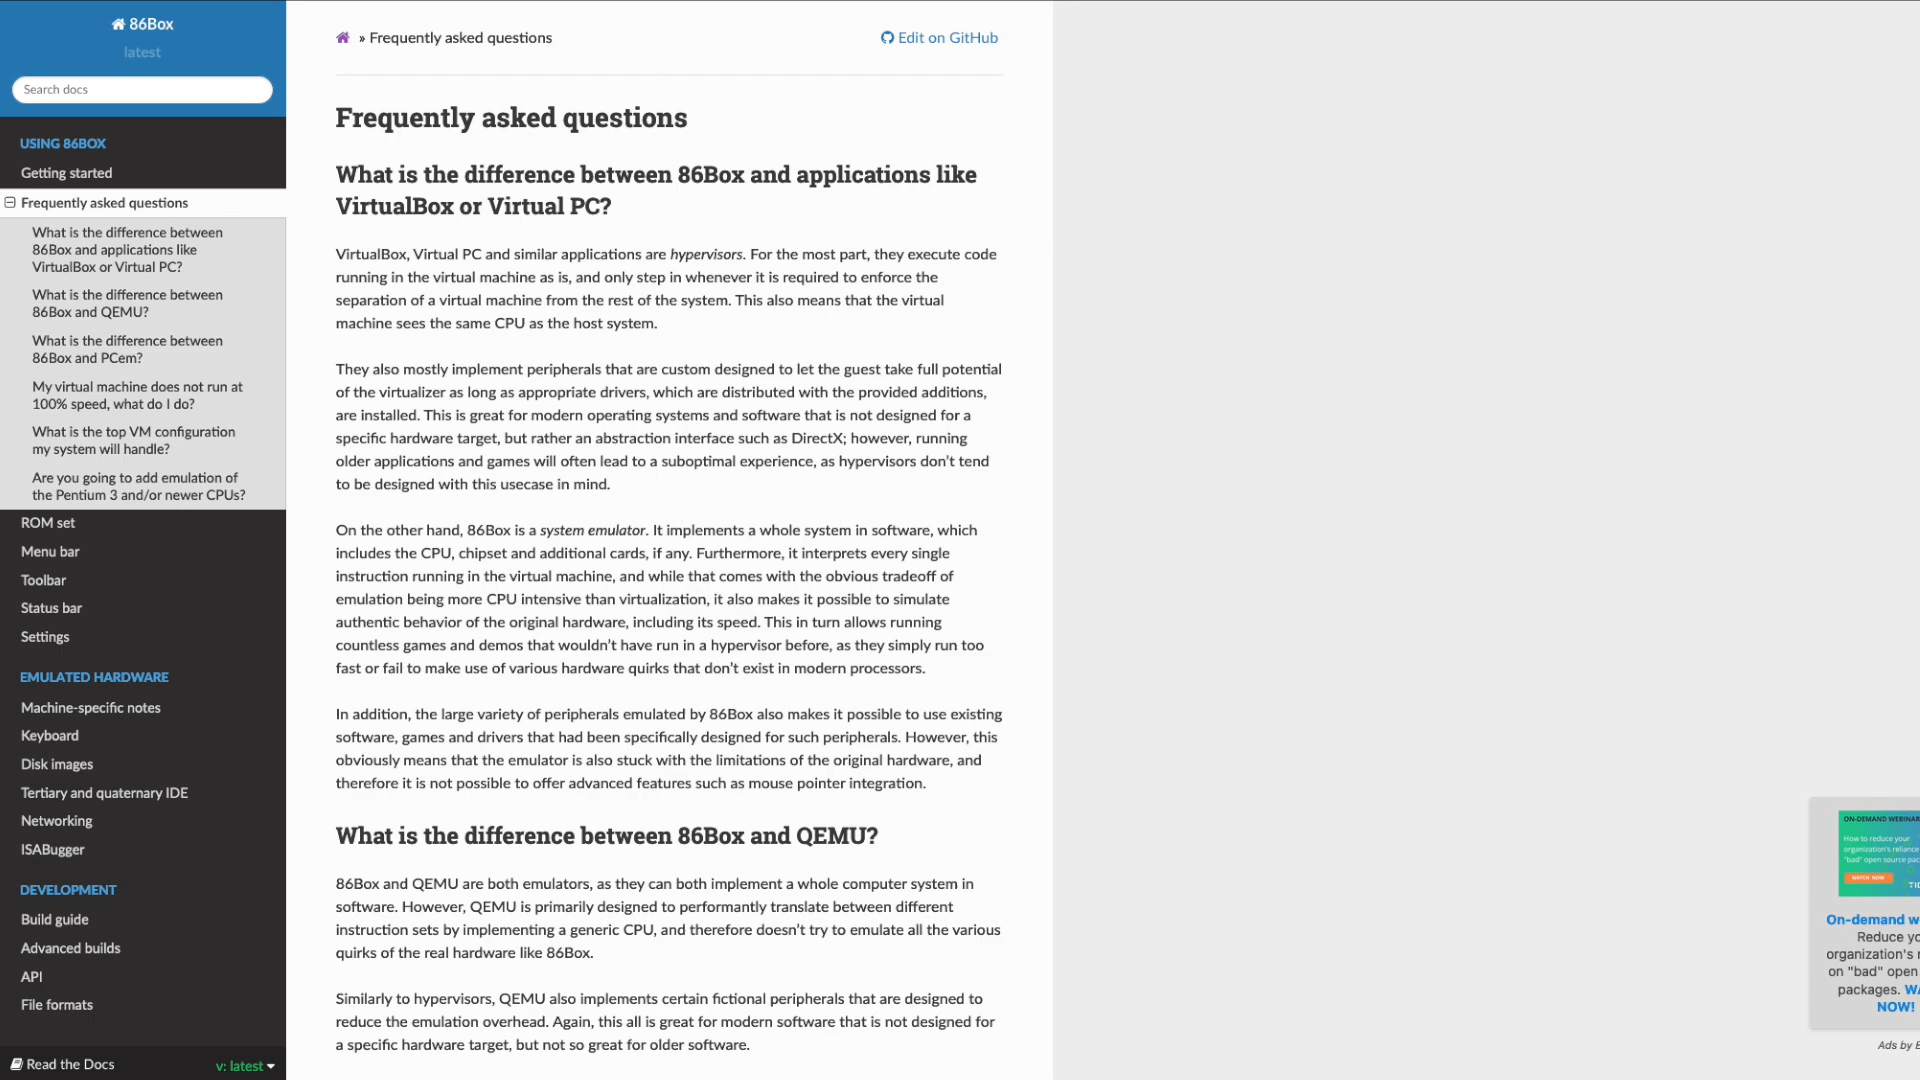 86Box
latest
Search docs
USING 86BOX
Getting started
Frequently asked questions
What is the difference between
86Box and applications like
VirtualBox or Virtual PC?
What is the difference between
86Box and QEMU?
What is the difference between
86Box and PCem?
My virtual machine does not run at
100% speed, what do I do?
What is the top VM configuration
my system will handle?
Are you going to add emulation of
the Pentium 3 and/or newer CPUs?
ROM set
Menu bar
Toolbar
Status bar
Settings
EMULATED HARDWARE
Machine-specific notes
Keyboard
Disk images
Tertiary and quaternary IDE
Networking
ISABugger
DEVELOPMENT
Build guide
Advanced builds
API
File formats
Read the Docs v: latest
» Frequently asked questions Edit on GitHub
Frequently asked questions
What is the difference between 86Box and applications like
VirtualBox or Virtual PC?
VirtualBox, Virtual PC and similar applications are hypervisors. For the most part, they execute code
running in the virtual machine as is, and only step in whenever it is required to enforce the
separation of a virtual machine from the rest of the system. This also means that the virtual
machine sees the same CPU as the host system.
They also mostly implement peripherals that are custom designed to let the guest take full potential
of the virtualizer as long as appropriate drivers, which are distributed with the provided additions,
are installed. This is great for modern operating systems and software that is not designed for a
specific hardware target, but rather an abstraction interface such as DirectX; however, running
older applications and games will often lead to a suboptimal experience, as hypervisors don't tend
to be designed with this usecase in mind.
On the other hand, 86Box is a system emulator. It implements a whole system in software, which
includes the CPU, chipset and additional cards, if any. Furthermore, it interprets every single
instruction running in the virtual machine, and while that comes with the obvious tradeoff of
emulation being more CPU intensive than virtualization, it also makes it possible to simulate
authentic behavior of the original hardware, including its speed. This in turn allows running
countless games and demos that wouldn't have run in a hypervisor before, as they simply run too
fast or fail to make use of various hardware quirks that don't exist in modern processors.
In addition, the large variety of peripherals emulated by 86Box also makes it possible to use existing
software, games and drivers that had been specifically designed for such peripherals. However, this
obviously means that the emulator is also stuck with the limitations of the original hardware, and
therefore it is not possible to offer advanced features such as mouse pointer integration.
What is the difference between 86Box and QEMU?
86Box and QEMU are both emulators, as they can both implement a whole computer system in
software. However, QEMU is primarily designed to performantly translate between different
instruction sets by implementing a generic CPU, and therefore doesn't try to emulate all the various
quirks of the real hardware like 86Box.
Similarly to hypervisors, QEMU also implements certain fictional peripherals that are designed to
reduce the emulation overhead. Again, this all is great for modern software that is not designed for
a specific hardware target, but not so great for older software.
ON-DEMAND WEBINAR
How to reduce your
organization's reliance
"bad" open source
WATCH NOW
On-demand
Reduce
organization's
on "bad" open
packages.
NOW!
Ads by